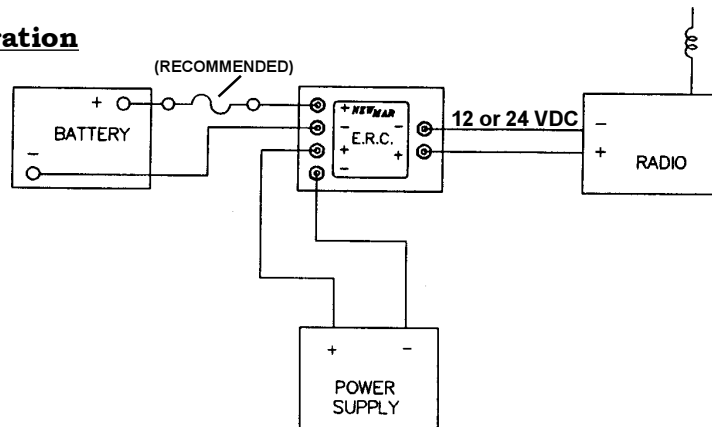 ration
(RECOMMENDED)
+
BATTERY
-
+ NEWMAR
-
E.R.C.
+
-
-
+
12 or 24 VDC
-
+
RADIO
+ -
POWER
SUPPLY